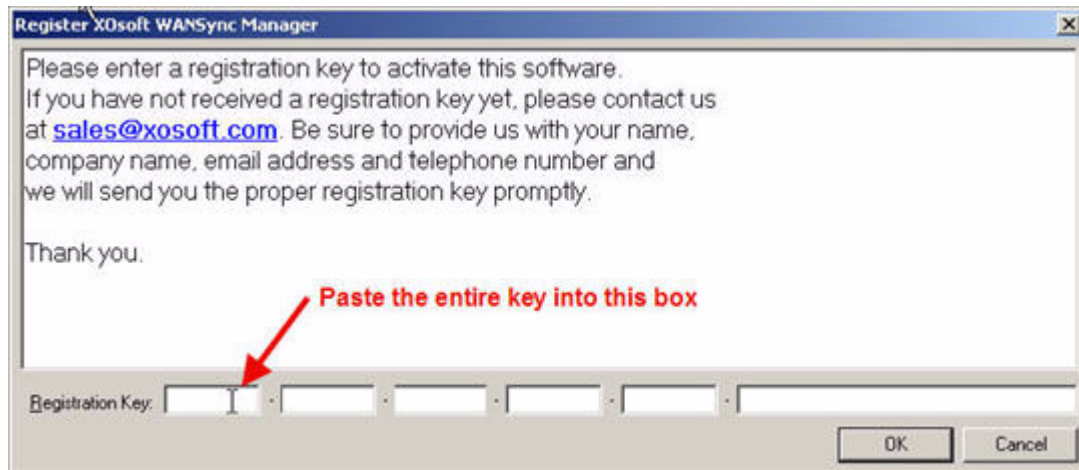 Register XOsoft WANSync Manager
Please enter a registration key to activate this software.
If you have not received a registration key yet, please contact us
at sales@xosoft.com. Be sure to provide us with your name,
company name, email address and telephone number and
we will send you the proper registration key promptly.
Thank you.
Paste the entire key into this box
Registration Key: - - - - -
OK Cancel